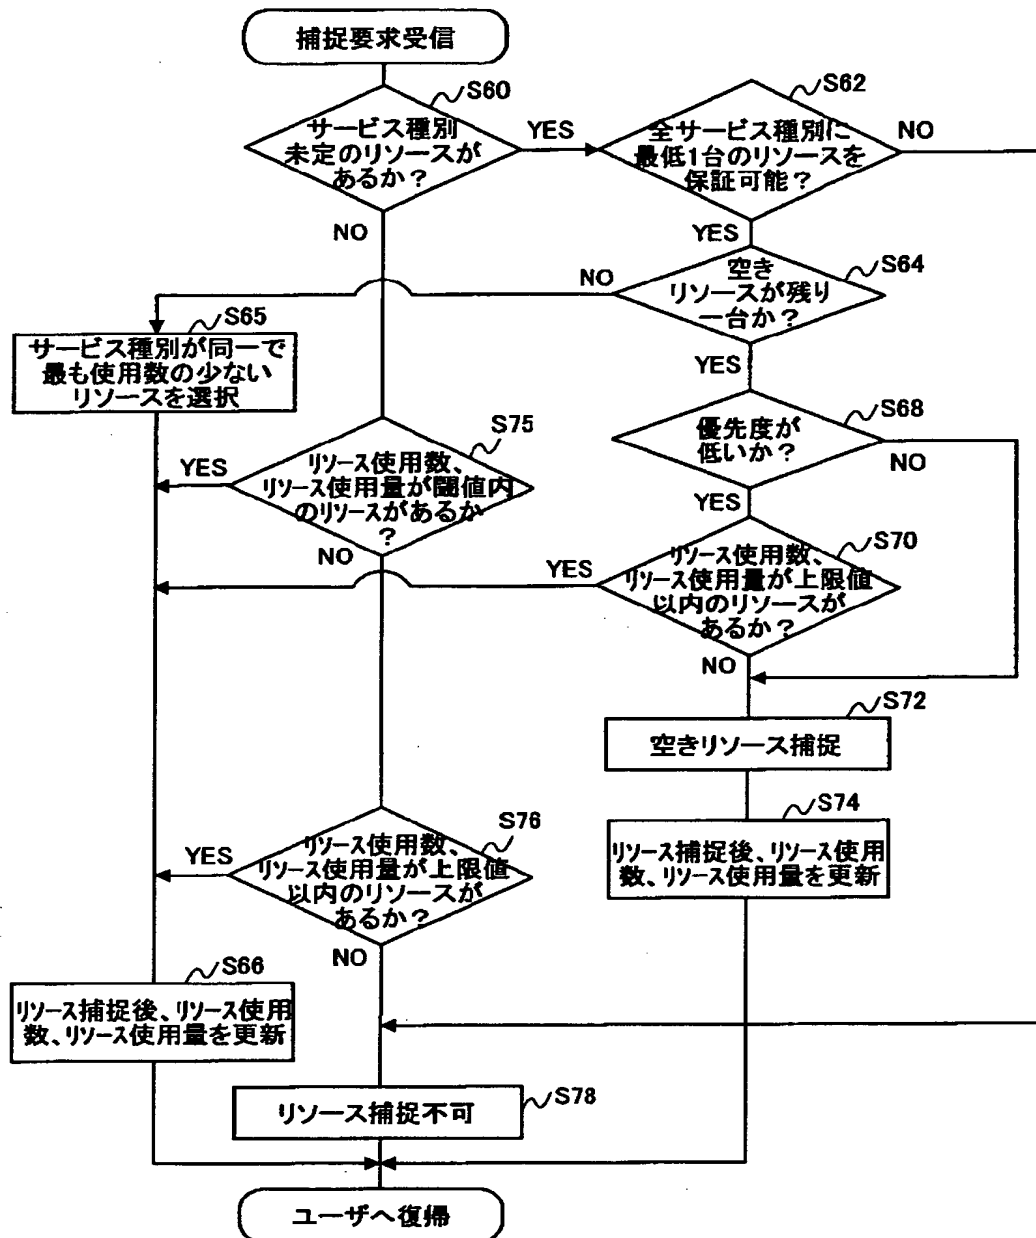 捕捉要求受信
S60
サービス種別
未定のリソースが
あるか？
YES
NO
S62
全サービス種別に
最低1台のリソースを
保証可能？
NO
YES
S64
空き
リソースが残り
一台か？
NO
YES
S65
サービス種別が同一で
最も使用数の少ない
リソースを選択
S68
優先度が
低いか？
NO
YES
S75
リソース使用数、
リソース使用量が閾値内
のリソースがあるか
？
YES
NO
S70
リソース使用数、
リソース使用量が上限値
以内のリソースが
あるか？
YES
NO
S72
空きリソース捕捉
S74
リソース捕捉後、リソース使用
数、リソース使用量を更新
S76
リソース使用数、
リソース使用量が上限値
以内のリソースが
あるか？
YES
NO
S66
リソース捕捉後、リソース使用
数、リソース使用量を更新
S78
リソース捕捉不可
ユーザへ復帰